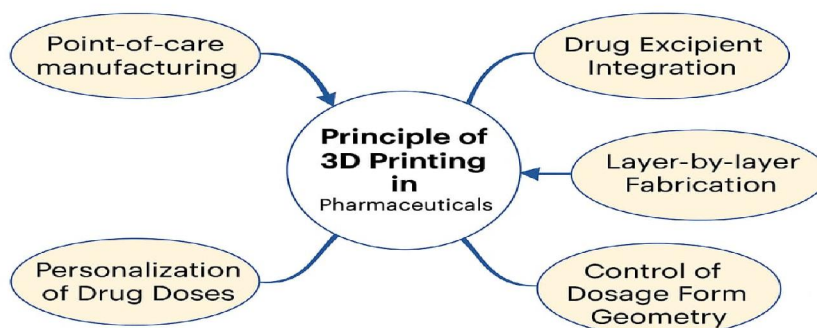 Point-of-care
manufacturing
Drug Excipient
Integration
Principle of
3D Printing
in
Pharmaceuticals
Layer-by-layer
Fabrication
Personalization
of Drug Doses
Control of
Dosage Form
Geometry